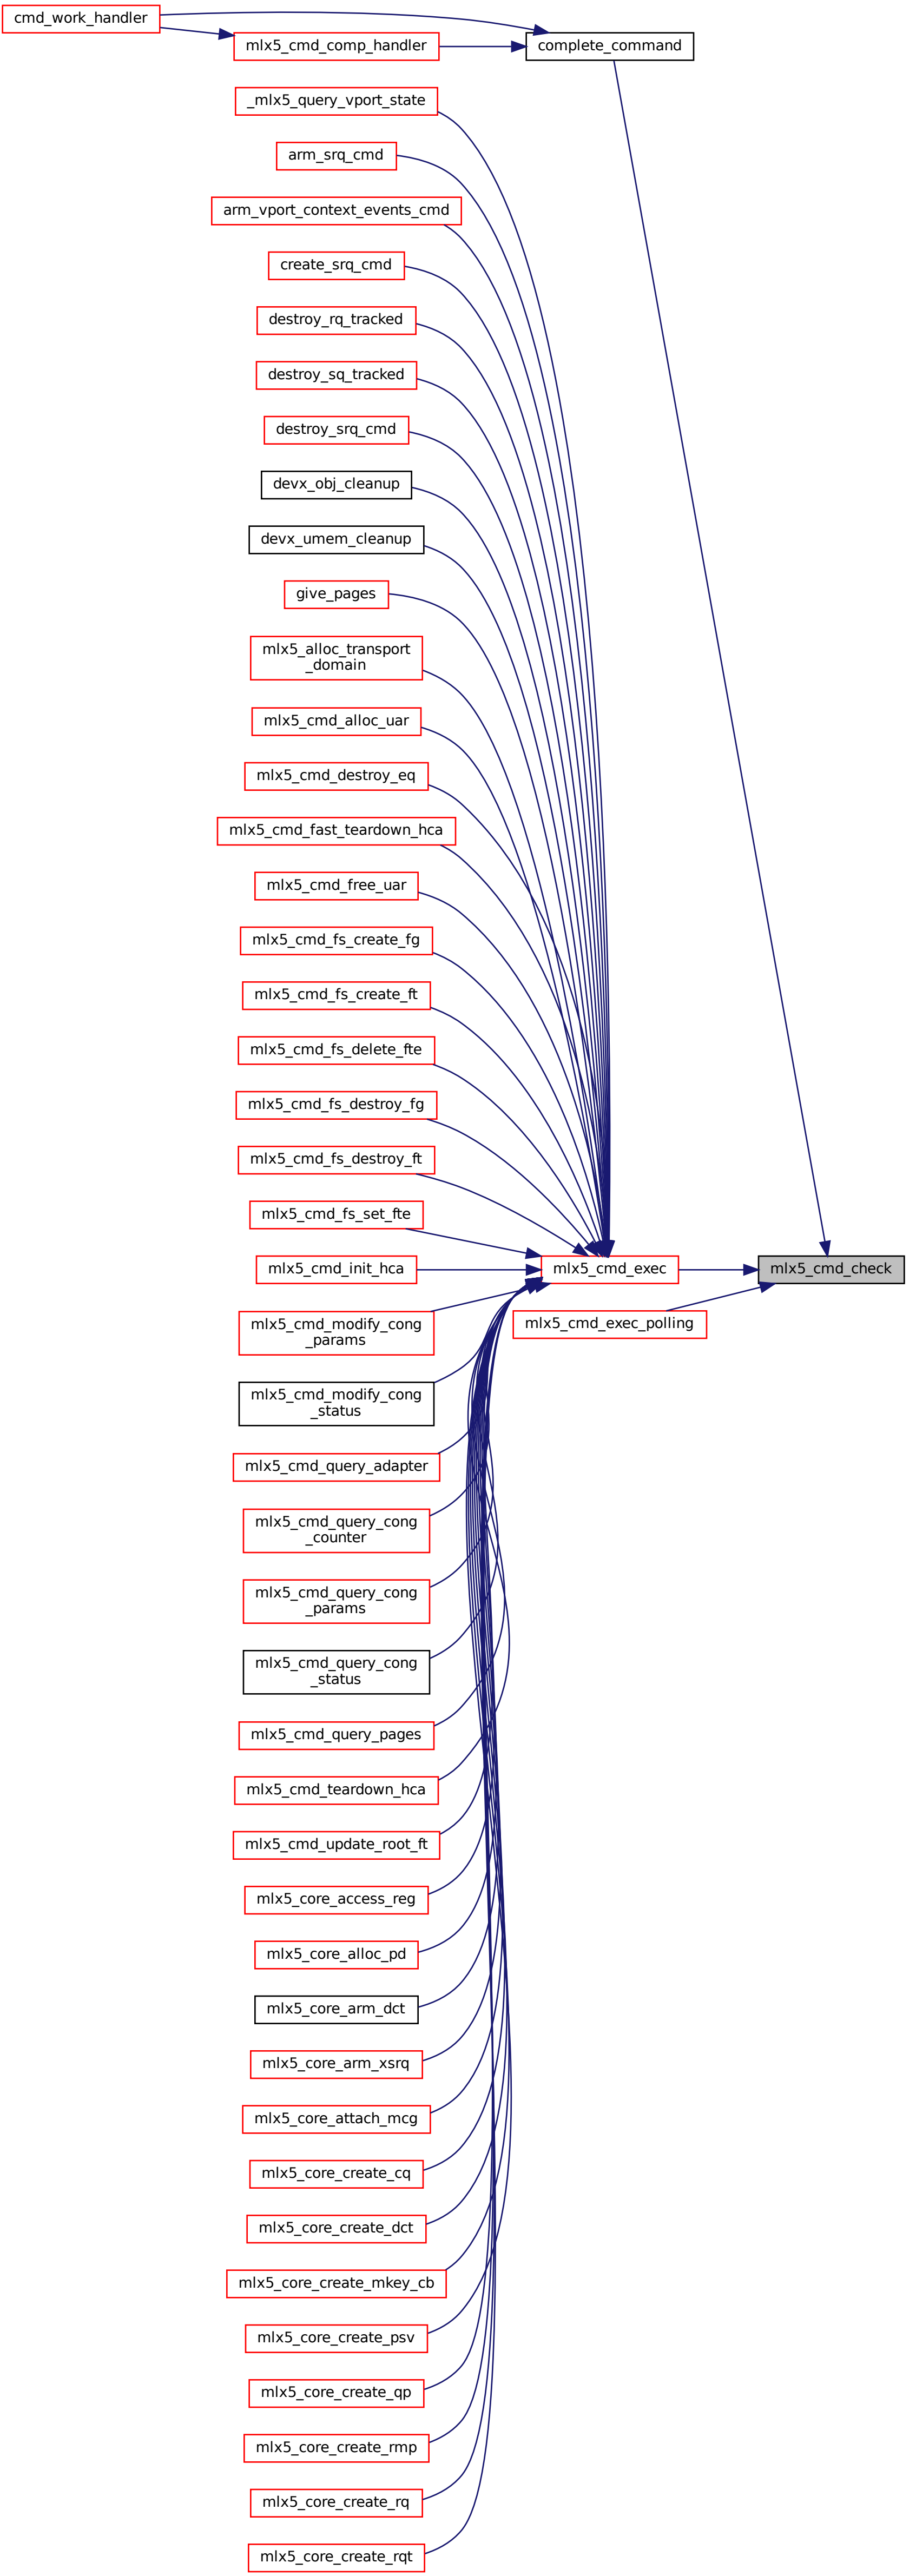 cmd_work_handler
mlx5_cmd_comp_handler
complete_command
_mlx5_query_vport_state
arm_srq_cmd
arm_vport_context_events_cmd
create_srq_cmd
destroy_rq_tracked
destroy_sq_tracked
destroy_srq_cmd
devx_obj_cleanup
devx_umem_cleanup
give_pages
mlx5_alloc_transport
_domain
mlx5_cmd_alloc_uar
mlx5_cmd_destroy_eq
mlx5_cmd_fast_teardown_hca
mlx5_cmd_free_uar
mlx5_cmd_fs_create_fg
mlx5_cmd_fs_create_ft
mlx5_cmd_fs_delete_fte
mlx5_cmd_fs_destroy_fg
mlx5_cmd_fs_destroy_ft
mlx5_cmd_fs_set_fte
mlx5_cmd_init_hca
mlx5_cmd_exec
mlx5_cmd_check
mlx5_cmd_exec_polling
mlx5_cmd_modify_cong
_params
mlx5_cmd_modify_cong
_status
mlx5_cmd_query_adapter
mlx5_cmd_query_cong
_counter
mlx5_cmd_query_cong
_params
mlx5_cmd_query_cong
_status
mlx5_cmd_query_pages
mlx5_cmd_teardown_hca
mlx5_cmd_update_root_ft
mlx5_core_access_reg
mlx5_core_alloc_pd
mlx5_core_arm_dct
mlx5_core_arm_xsrq
mlx5_core_attach_mcg
mlx5_core_create_cq
mlx5_core_create_dct
mlx5_core_create_mkey_cb
mlx5_core_create_psv
mlx5_core_create_qp
mlx5_core_create_rmp
mlx5_core_create_rq
mlx5_core_create_rqt